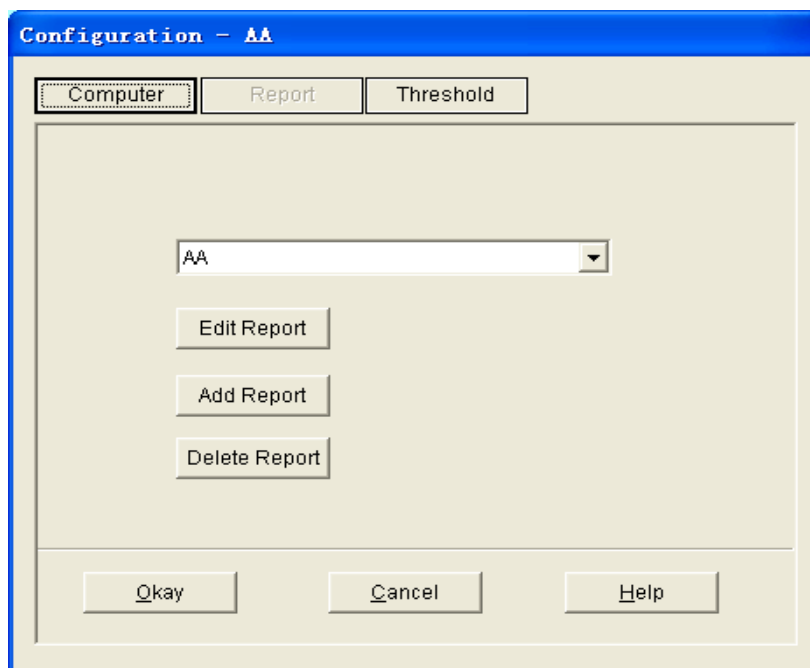 Configuration - AA
Computer Report Threshold
AA
Edit Report
Add Report
Delete Report
Okay Cancel Help